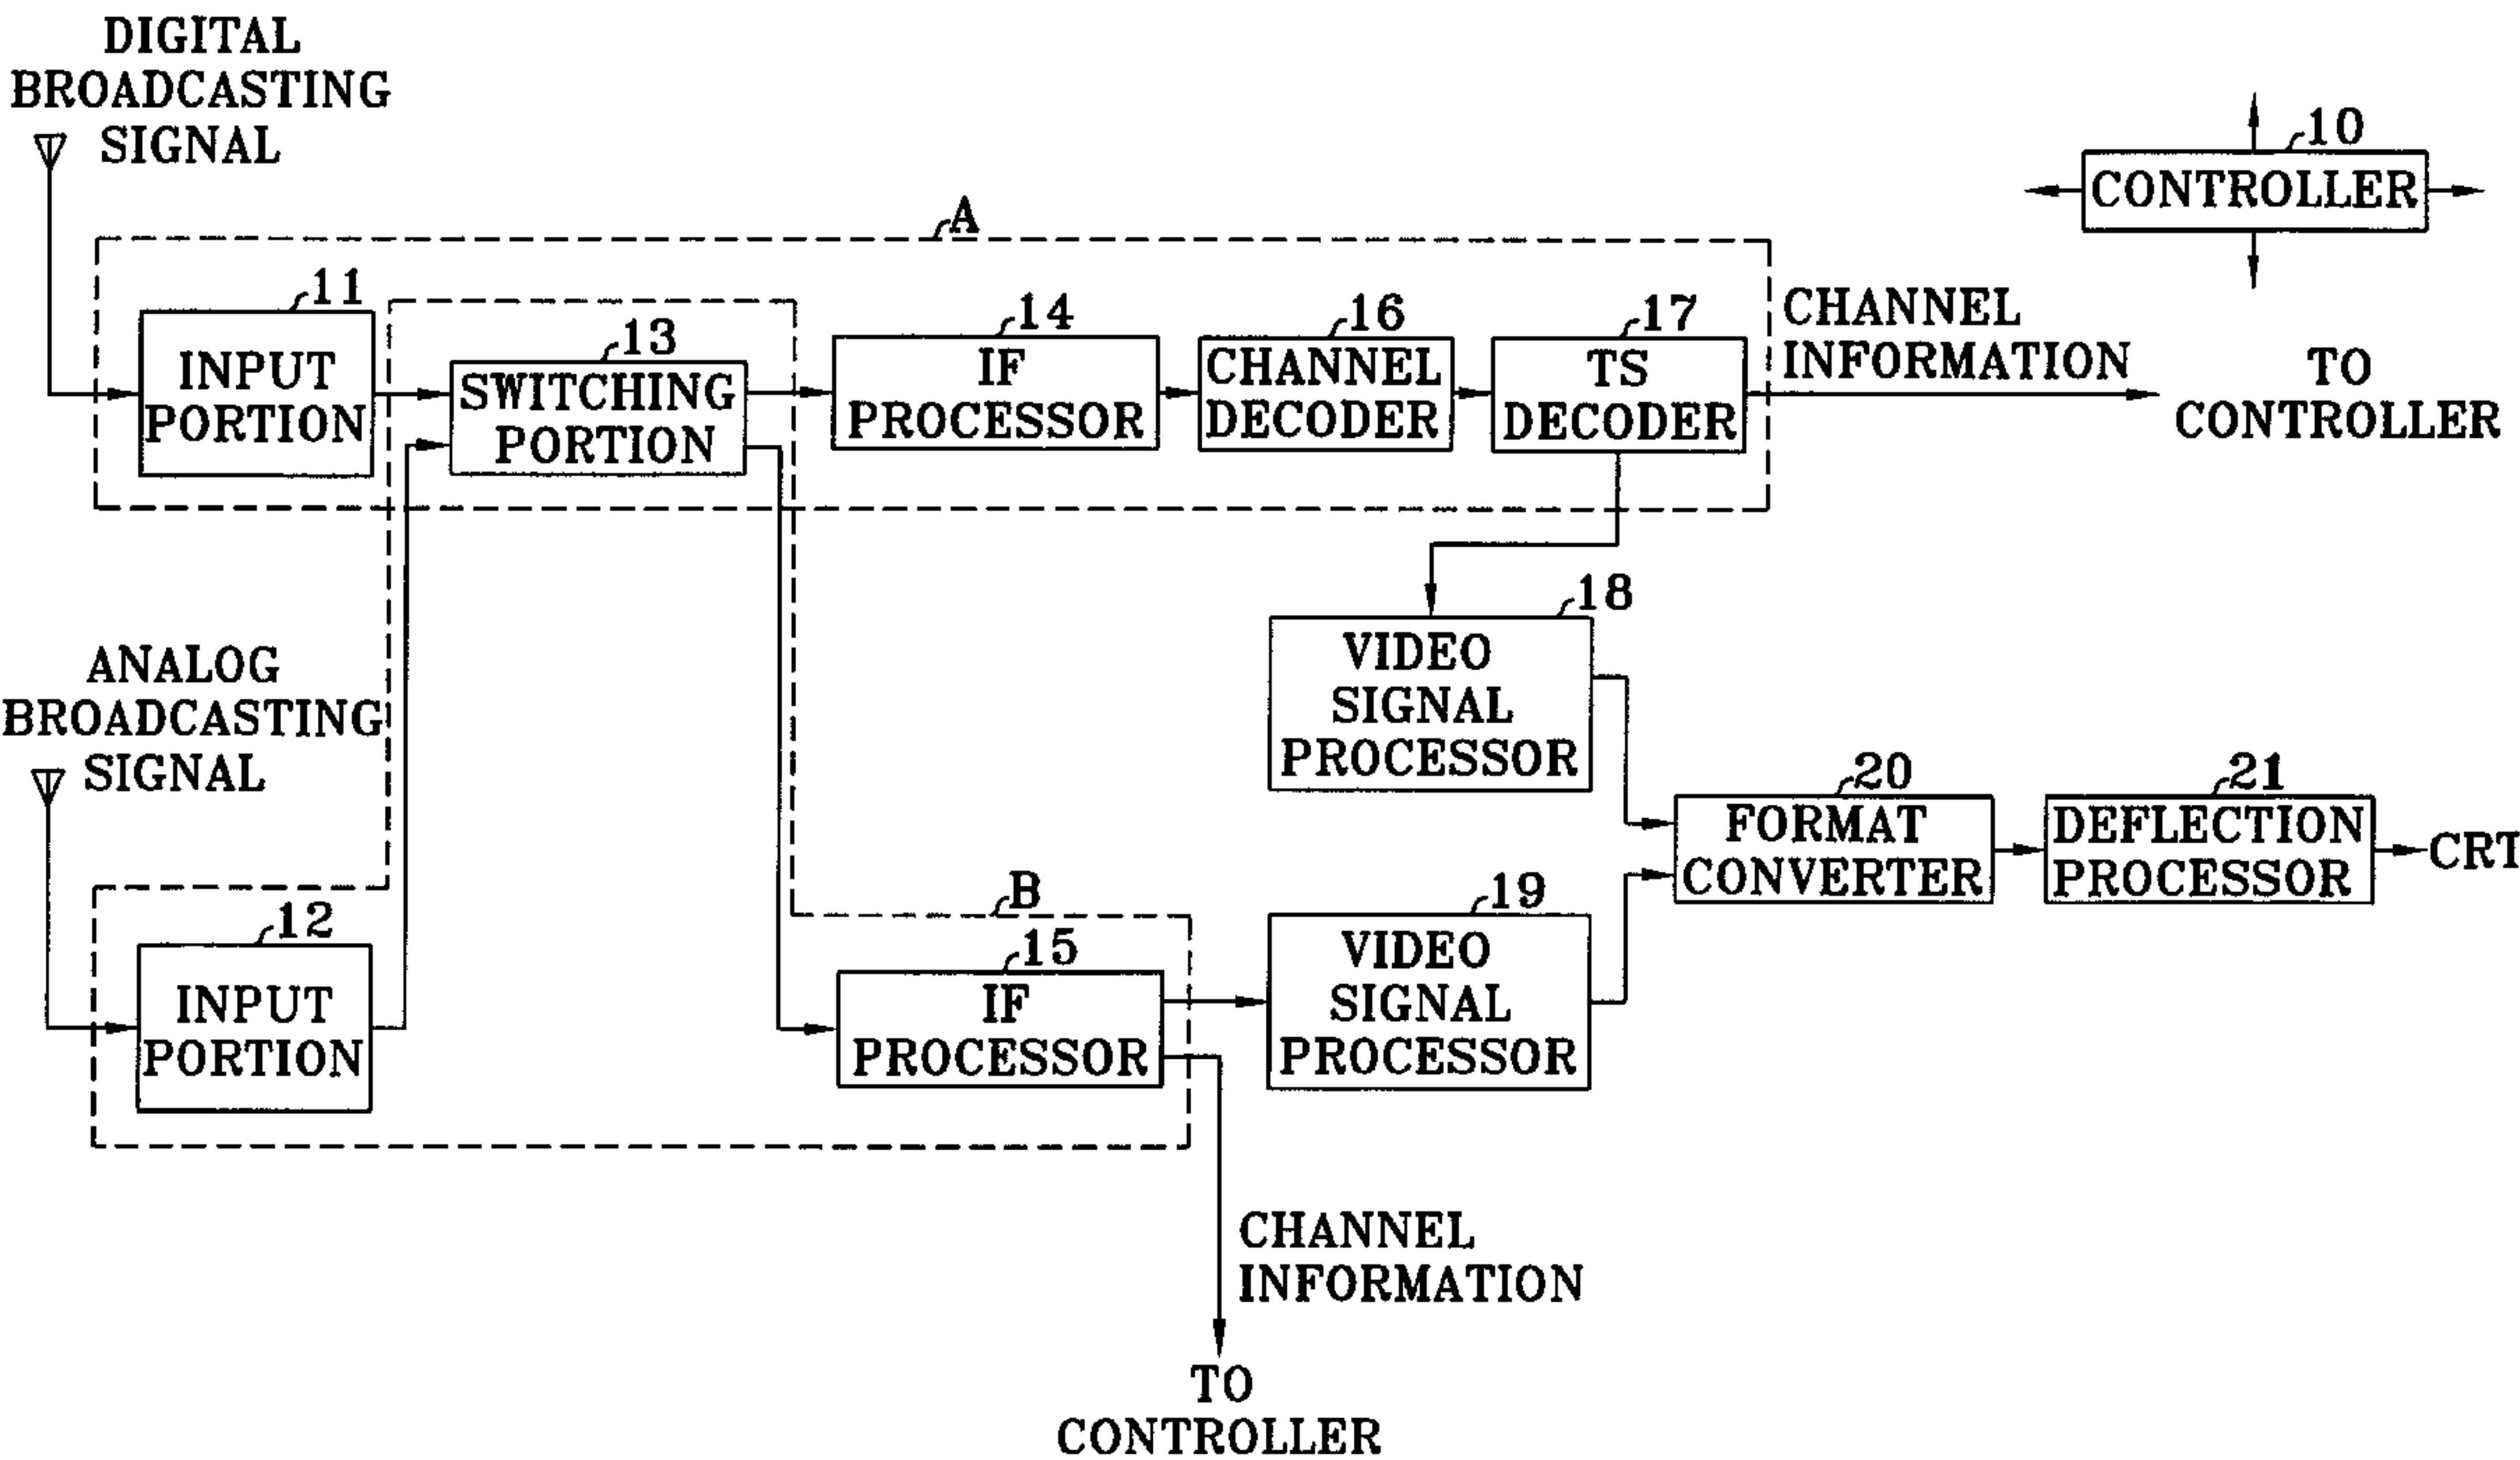 DIGITAL
BROADCASTING
SIGNAL
10
CONTROLLER
A
11
INPUT
PORTION
13
SWITCHING
PORTION
14
IF
PROCESSOR
16
CHANNEL
DECODER
17
TS
DECODER
CHANNEL
INFORMATION
TO
CONTROLLER
18
VIDEO
SIGNAL
PROCESSOR
ANALOG
BROADCASTING
SIGNAL
20
FORMAT
CONVERTER
21
DEFLECTION
PROCESSOR
CRT
B
12
INPUT
PORTION
15
IF
PROCESSOR
19
VIDEO
SIGNAL
PROCESSOR
CHANNEL
INFORMATION
TO
CONTROLLER